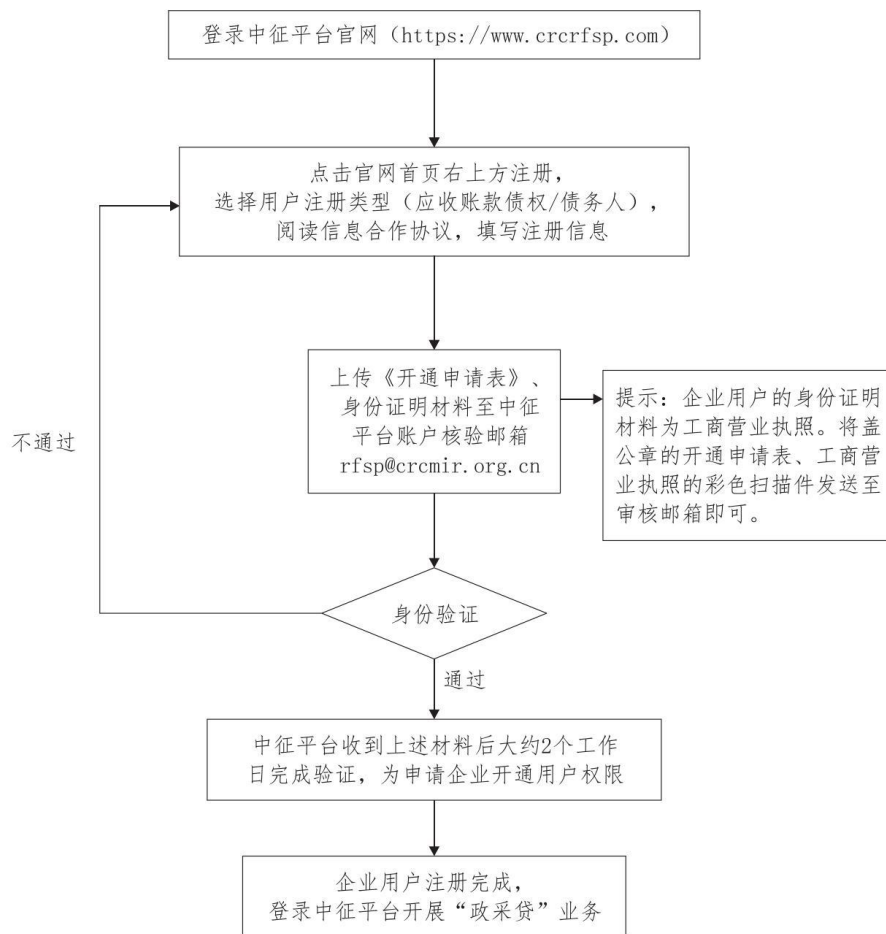 登录中征平台官网（https://www.crcrfsp.com）
点击官网首页右上方注册，
选择用户注册类型（应收账款债权/债务人），
阅读信息合作协议，填写注册信息
上传《开通申请表》、
身份证明材料至中征
平台账户核验邮箱
rfsp@crcmir.org.cn
提示：企业用户的身份证明
材料为工商营业执照。将盖
公章的开通申请表、工商营
业执照的彩色扫描件发送至
审核邮箱即可。
不通过
身份验证
通过
中征平台收到上述材料后大约2个工作
日完成验证，为申请企业开通用户权限
企业用户注册完成，
登录中征平台开展“政采贷”业务